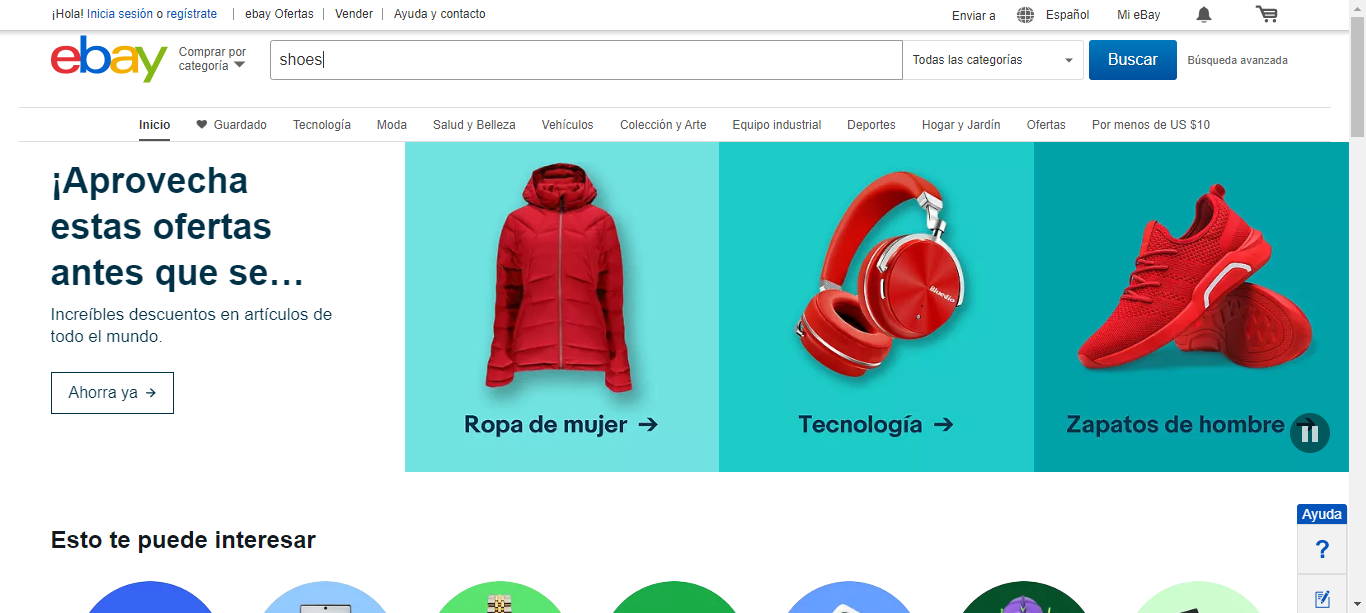 ¡Hola! Inicia sesión o regístrate
ebay Ofertas
Vender
Ayuda y contacto
Enviar a
Español
Mi eBay
ebay
Comprar por
categoría
shoes
Todas las categorías
Buscar
Búsqueda avanzada
Inicio
Guardado
Tecnología
Moda
Salud y Belleza
Vehículos
Colección y Arte
Equipo industrial
Deportes
Hogar y Jardín
Ofertas
Por menos de US $10
¡Aprovecha
estas ofertas
antes que se…
Increíbles descuentos en artículos de
todo el mundo.
Ahorra ya →
Bluedio
Ropa de mujer →
Tecnología →
Zapatos de hombre →
Esto te puede interesar
Ayuda
?